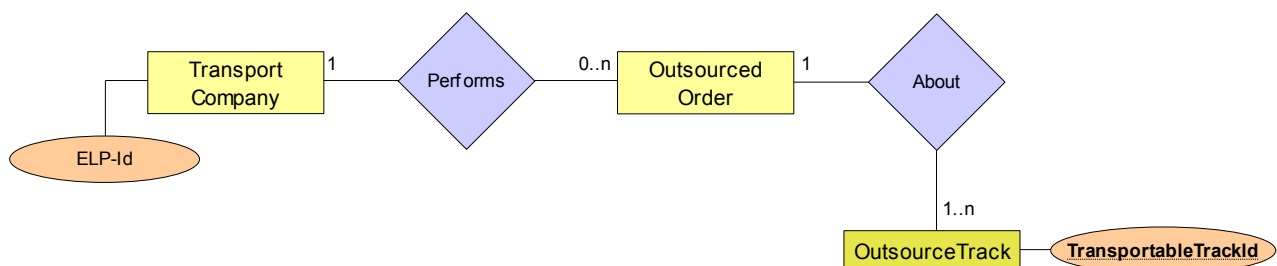 Transport
Company
1
Performs
0..n
Outsourced
Order
1
About
ELP-Id
1..n
OutsourceTrack
TransportableTrackId